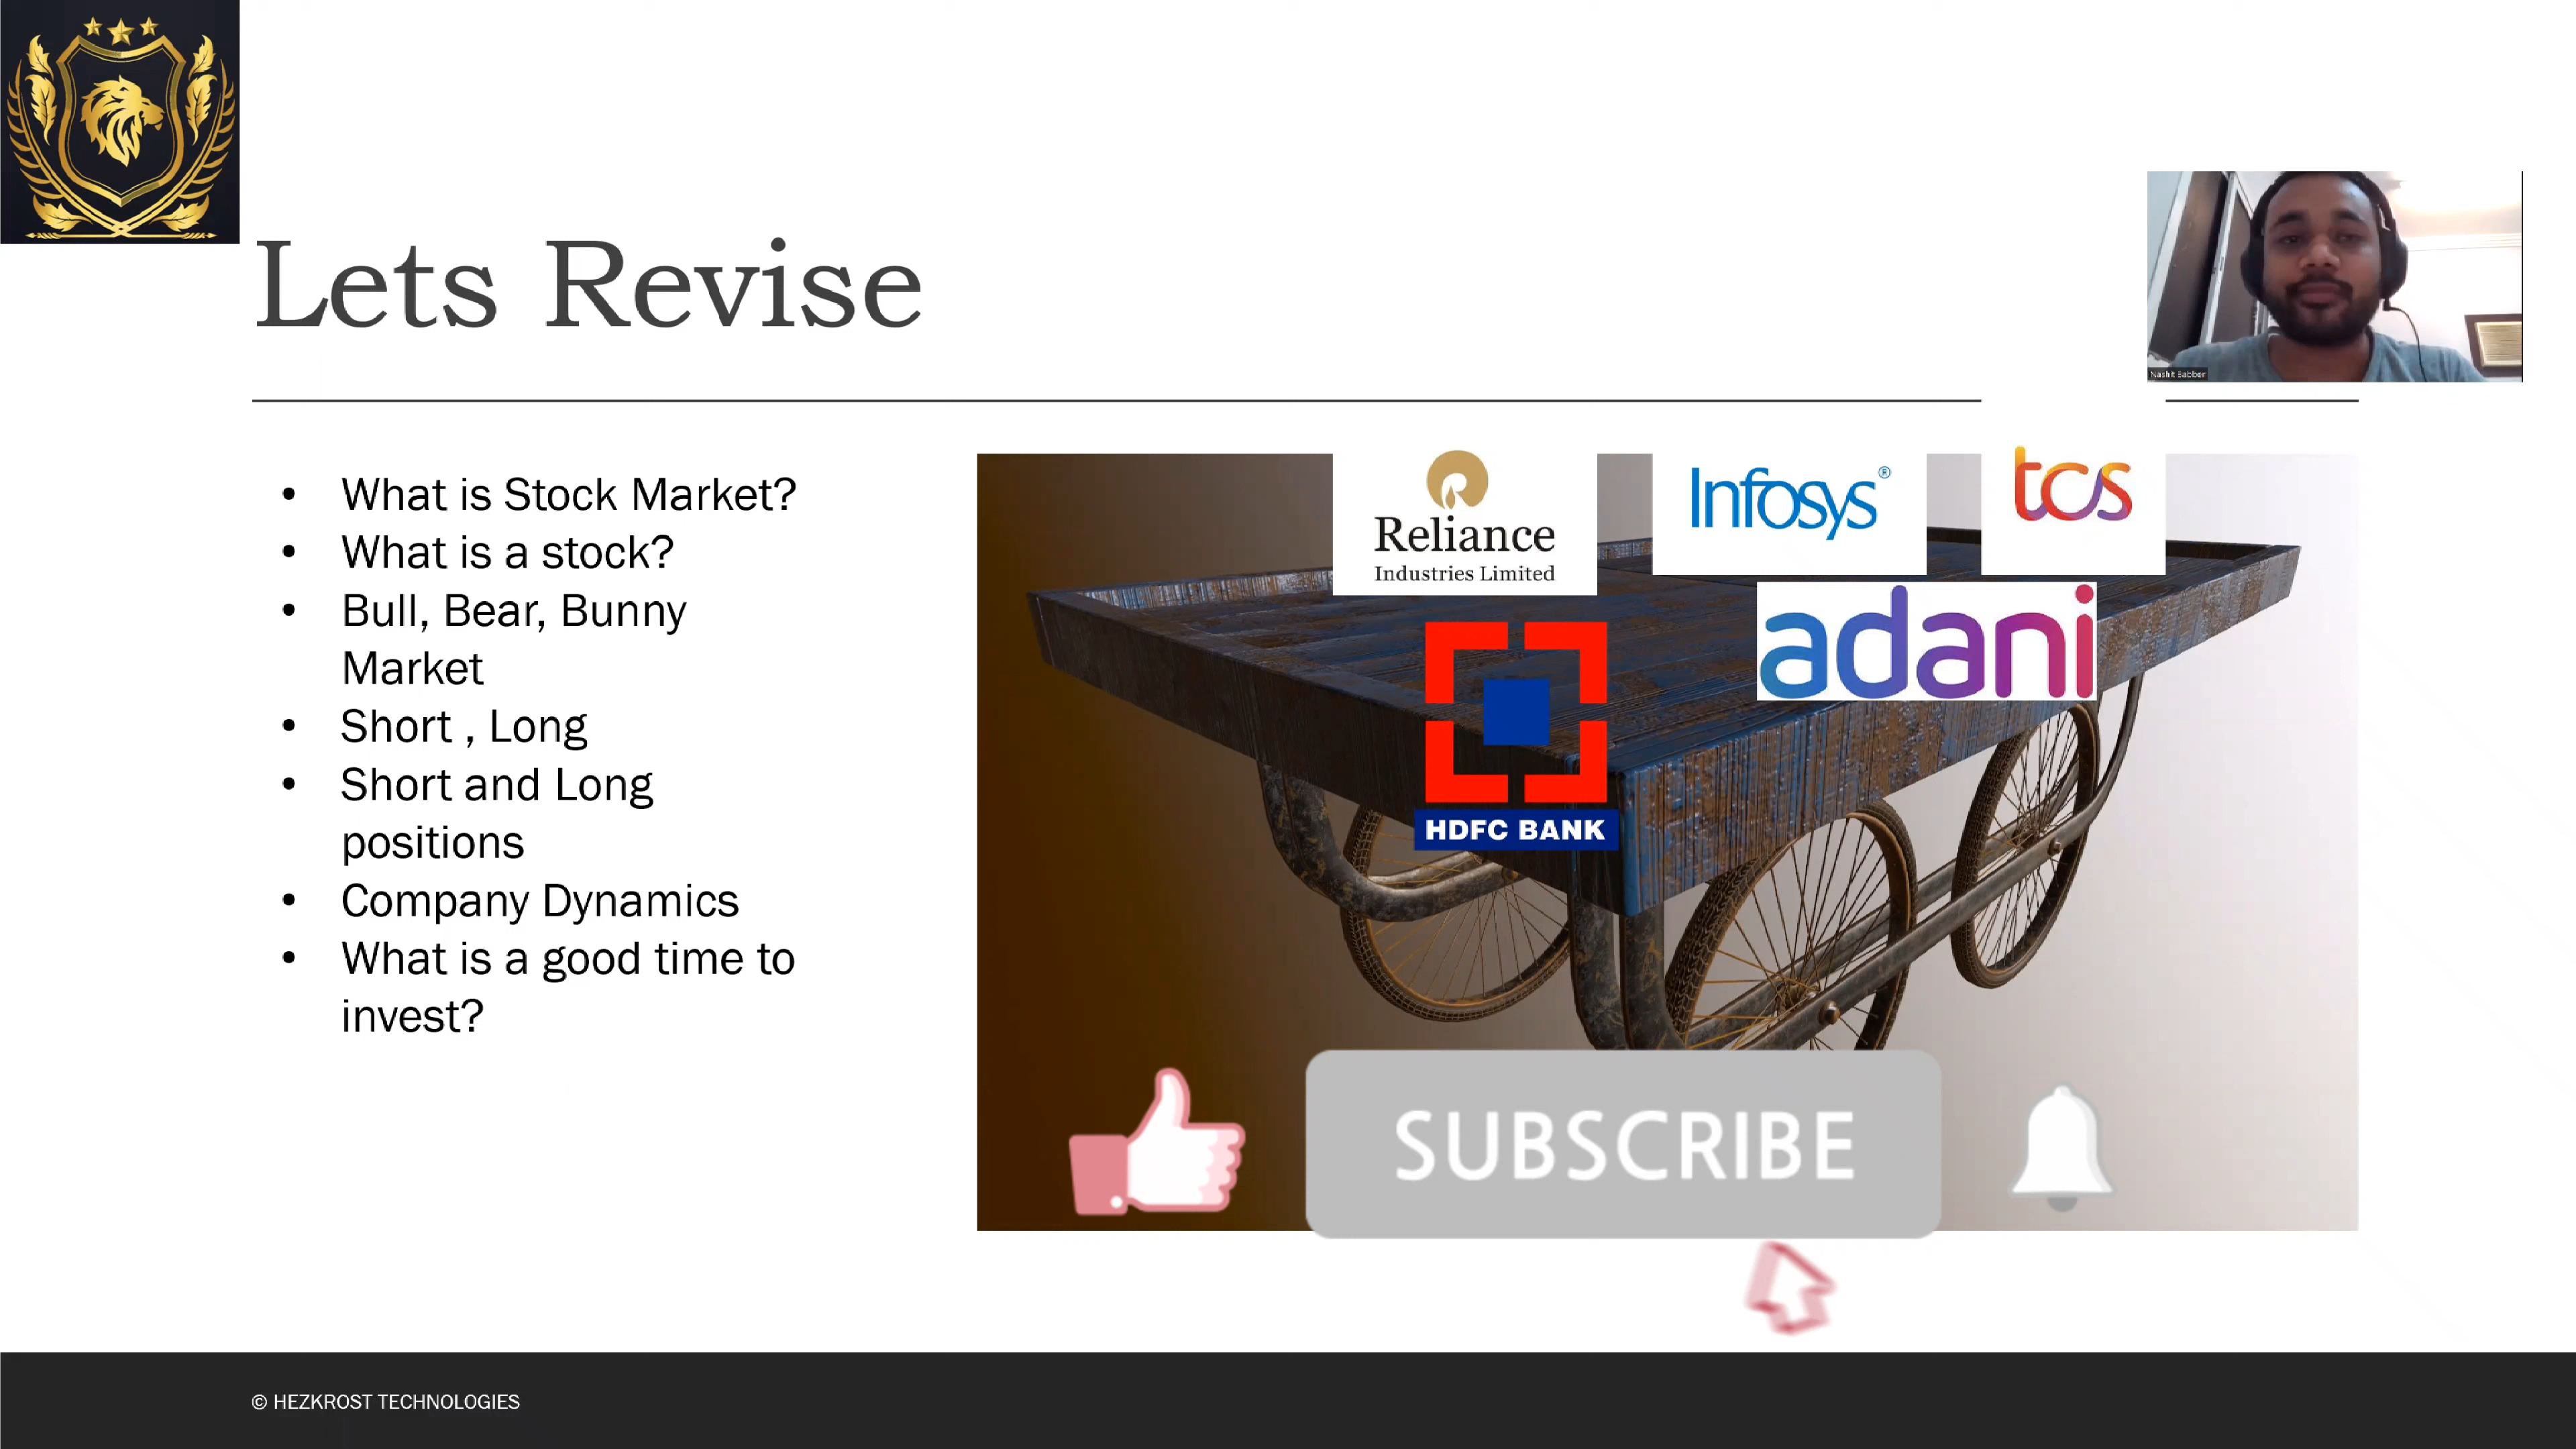 Lets Revise
Nashit Babber
• What is Stock Market?
• What is a stock?
• Bull, Bear, Bunny
Market
• Short , Long
• Short and Long
positions
• Company Dynamics
• What is a good time to
invest?
Reliance
Industries Limited
Infosys®
tcs
adani
HDFC BANK
SUBSCRIBE
© HEZKROST TECHNOLOGIES